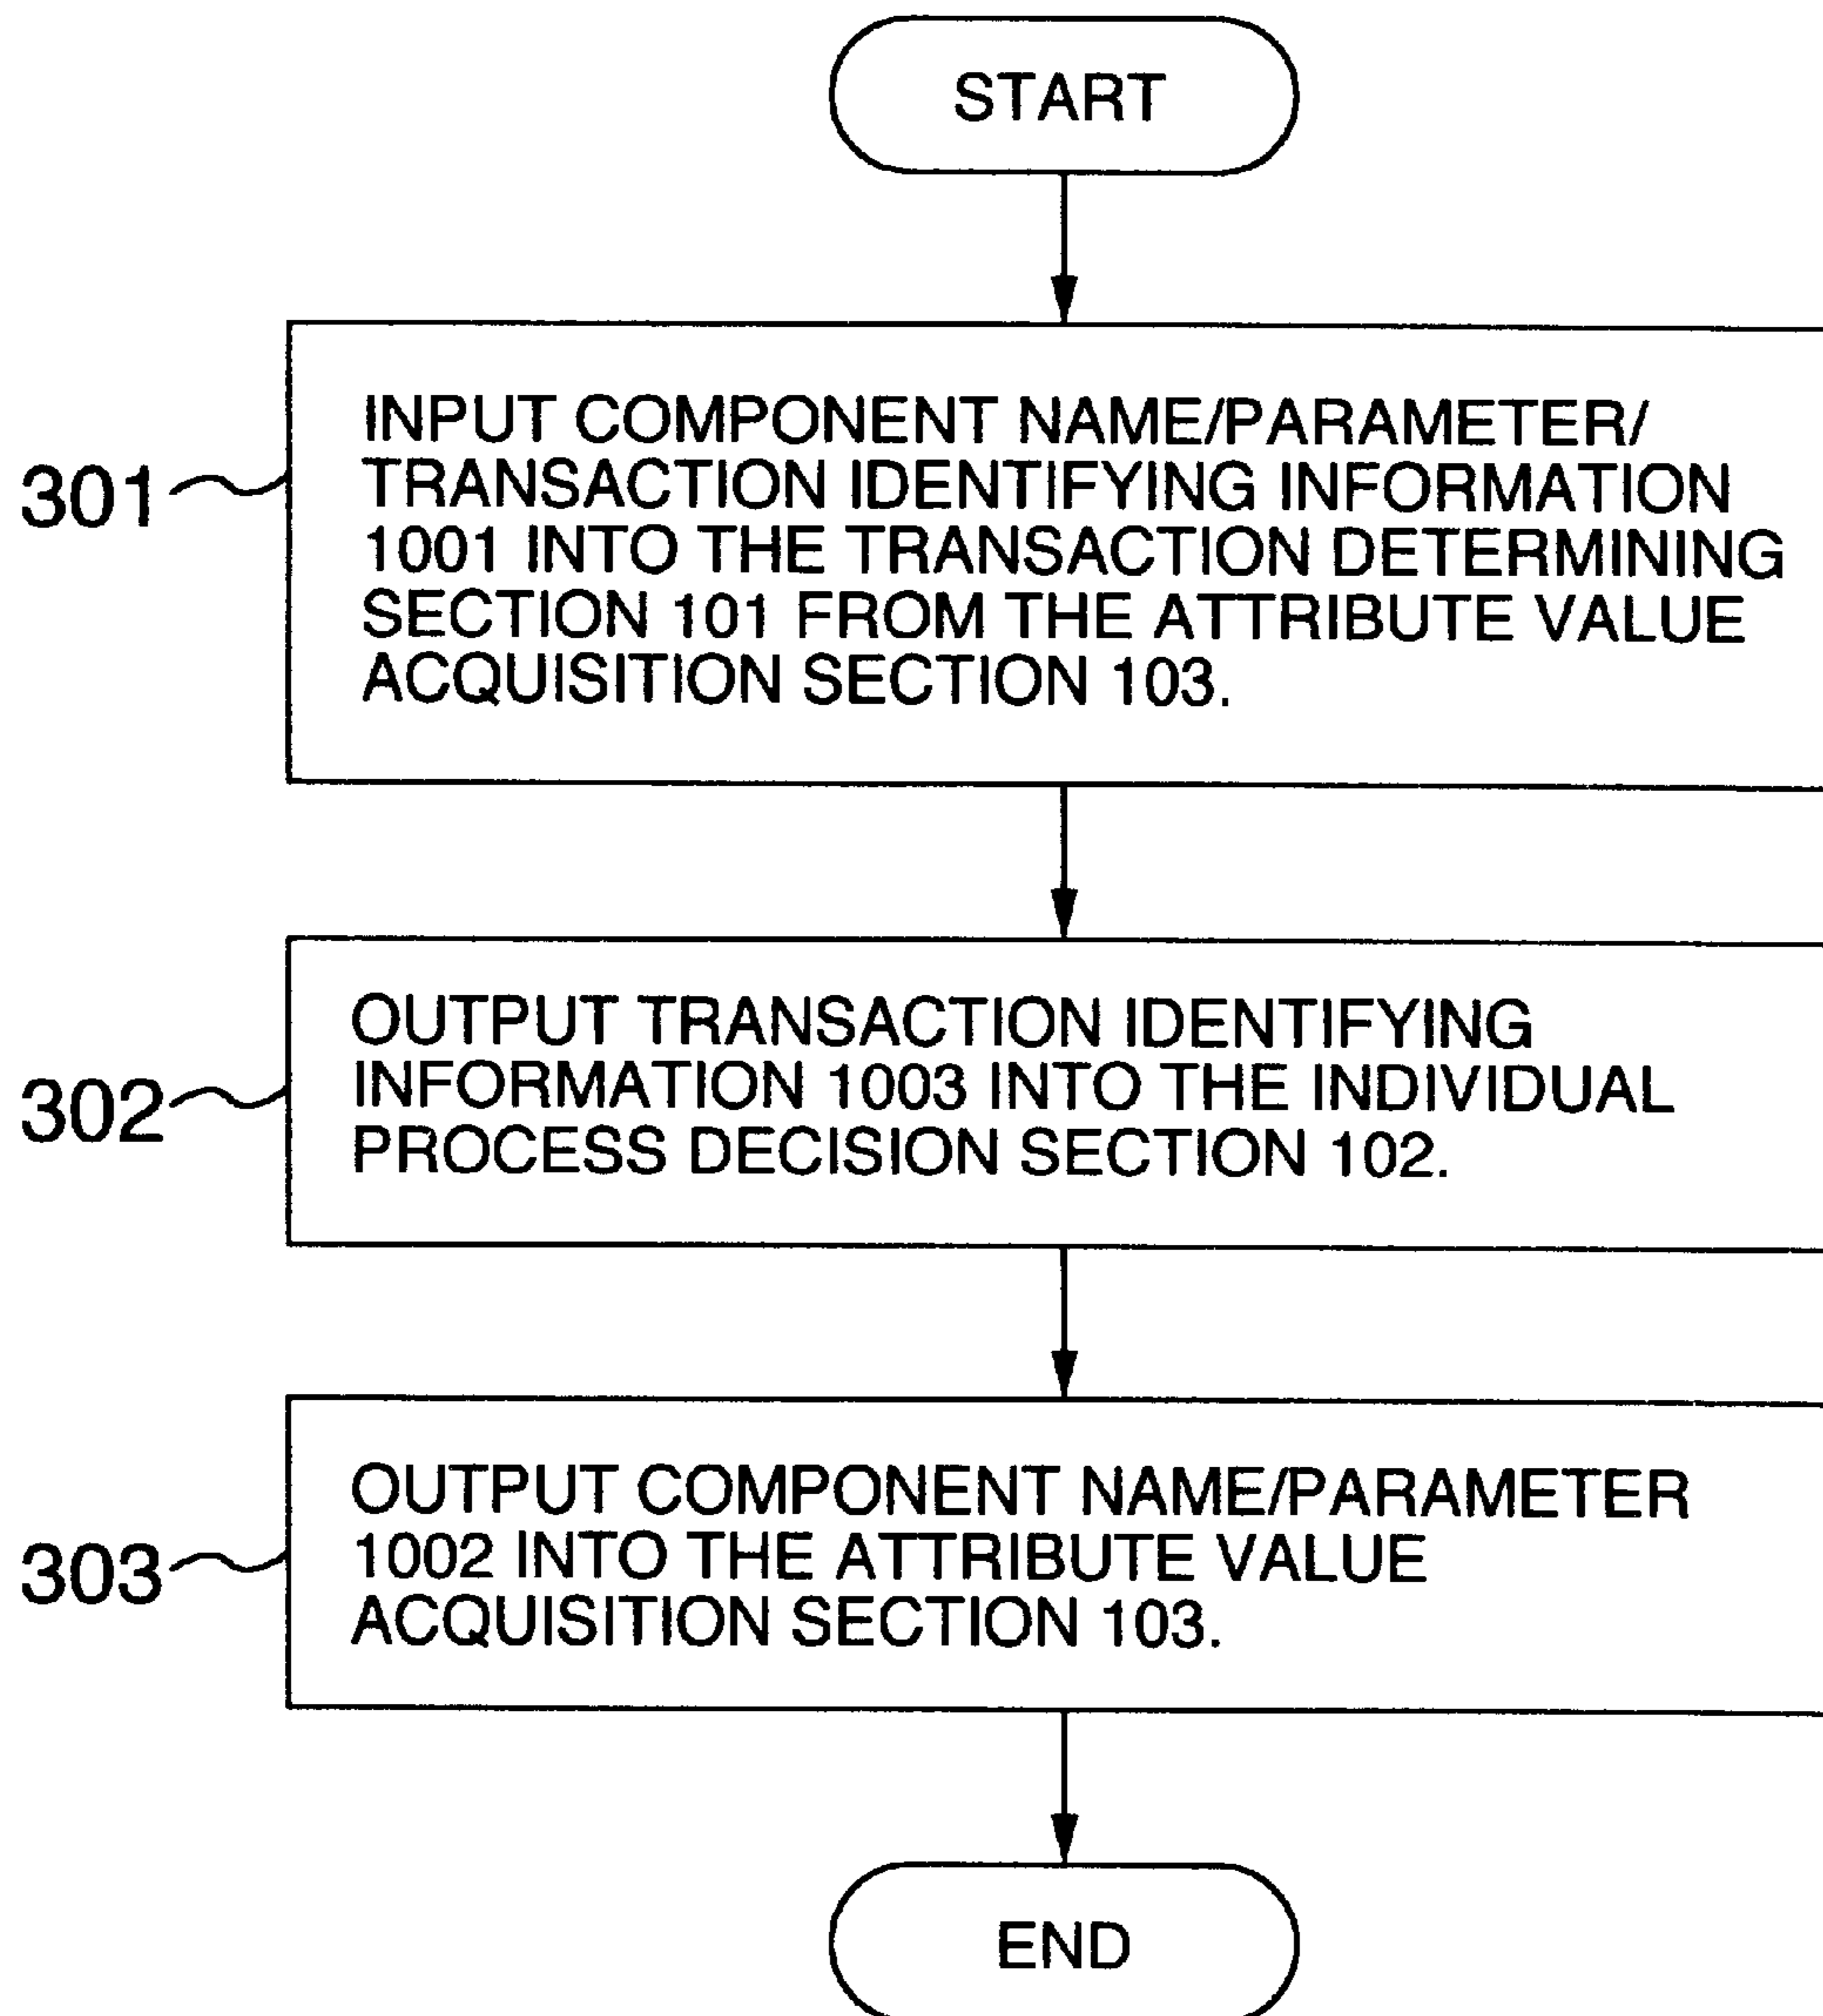 START
301
INPUT COMPONENT NAME/PARAMETER/
TRANSACTION IDENTIFYING INFORMATION
1001 INTO THE TRANSACTION DETERMINING
SECTION 101 FROM THE ATTRIBUTE VALUE
ACQUISITION SECTION 103.
302
OUTPUT TRANSACTION IDENTIFYING
INFORMATION 1003 INTO THE INDIVIDUAL
PROCESS DECISION SECTION 102.
303
OUTPUT COMPONENT NAME/PARAMETER
1002 INTO THE ATTRIBUTE VALUE
ACQUISITION SECTION 103.
END